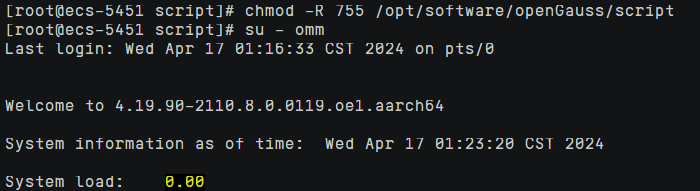 [root@ecs-5451 script]# chmod -R 755 /opt/software/openGauss/script
[root@ecs-5451 script]# su - omm
Last login: Wed Apr 17 01:16:33 CST 2024 on pts/0
Welcome to 4.19.90-2110.8.0.0119.oe1.aarch64
System information as of time:  Wed Apr 17 01:23:20 CST 2024
System load:    0.00